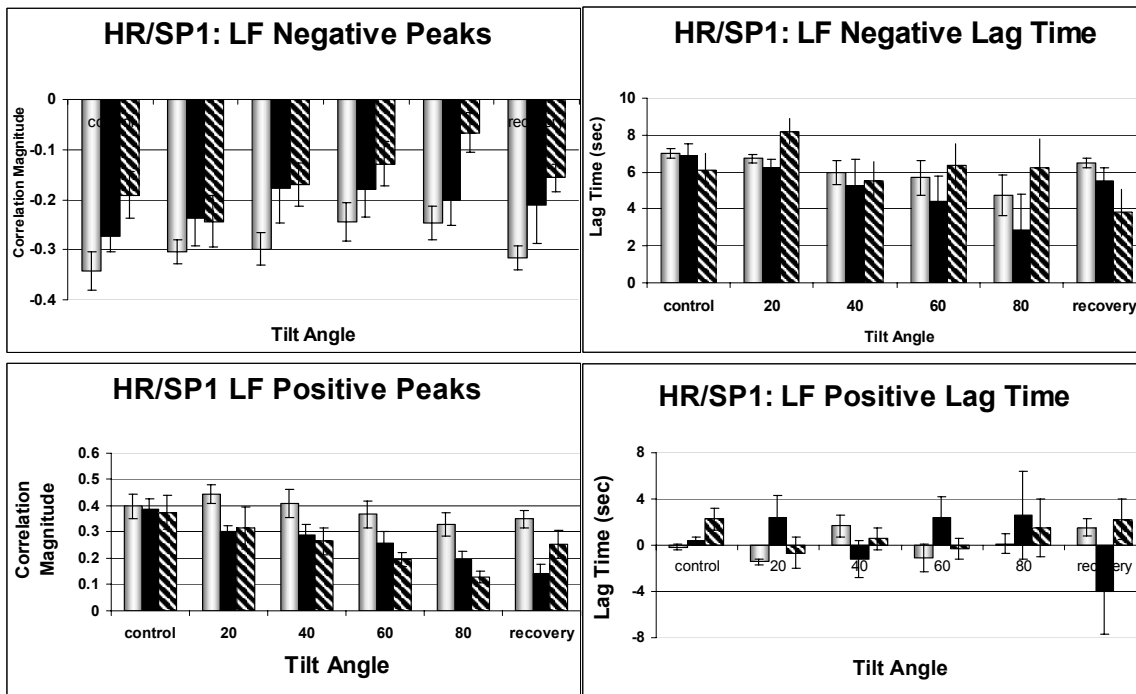 HR/SP1: LF Negative Peaks
Correlation Magnitude
0
-0.1
-0.2
-0.3
-0.4
control
recovery
Tilt Angle
HR/SP1: LF Negative Lag Time
Lag Time (sec)
10
8
6
4
2
0
control 20 40 60 80 recovery
Tilt Angle
HR/SP1 LF Positive Peaks
Correlation
Magnitude
0.6
0.5
0.4
0.3
0.2
0.1
0
control 20 40 60 80 recovery
Tilt Angle
HR/SP1: LF Positive Lag Time
Lag Time (sec)
8
4
0
-4
-8
control 20 40 60 80 recovery
Tilt Angle